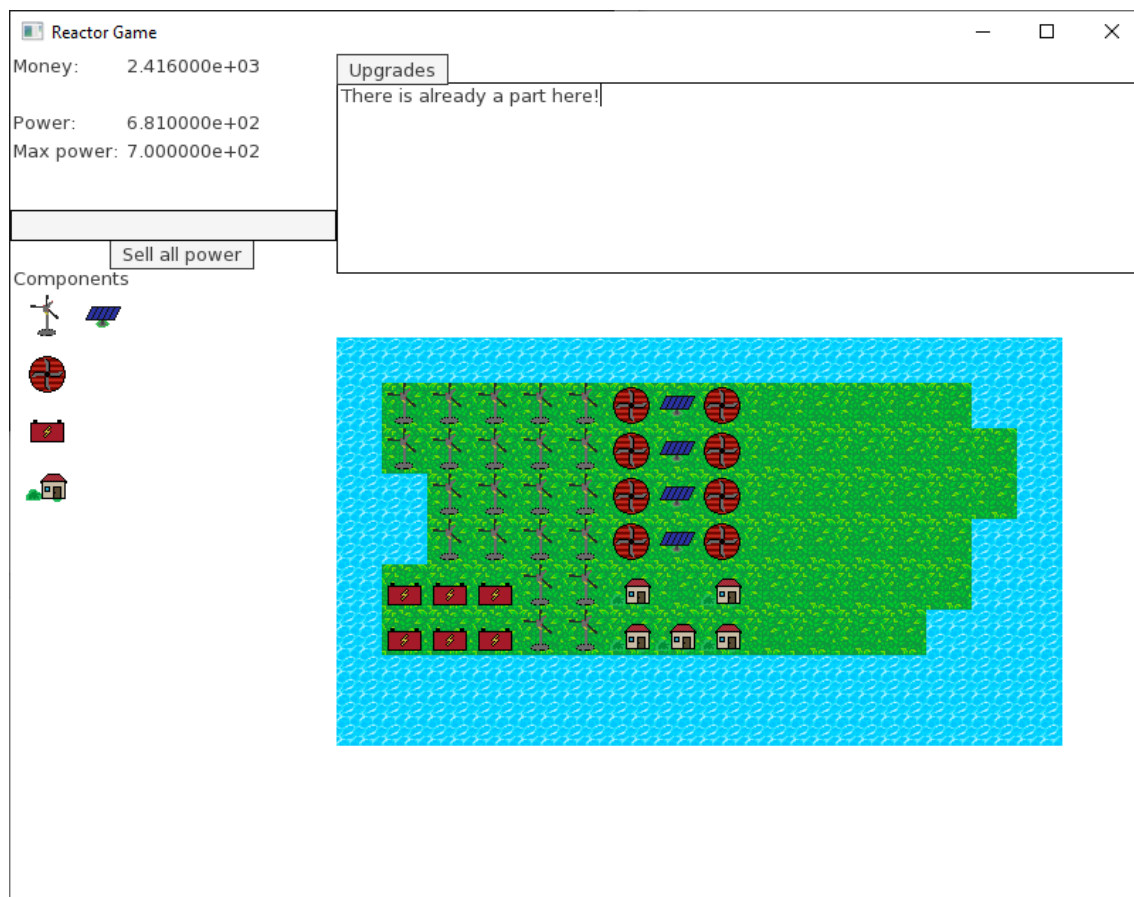 Reactor Game
Money: 2.416000e+03
Upgrades
There is already a part here!
Power: 6.810000e+02
Max power: 7.000000e+02
Sell all power
Components